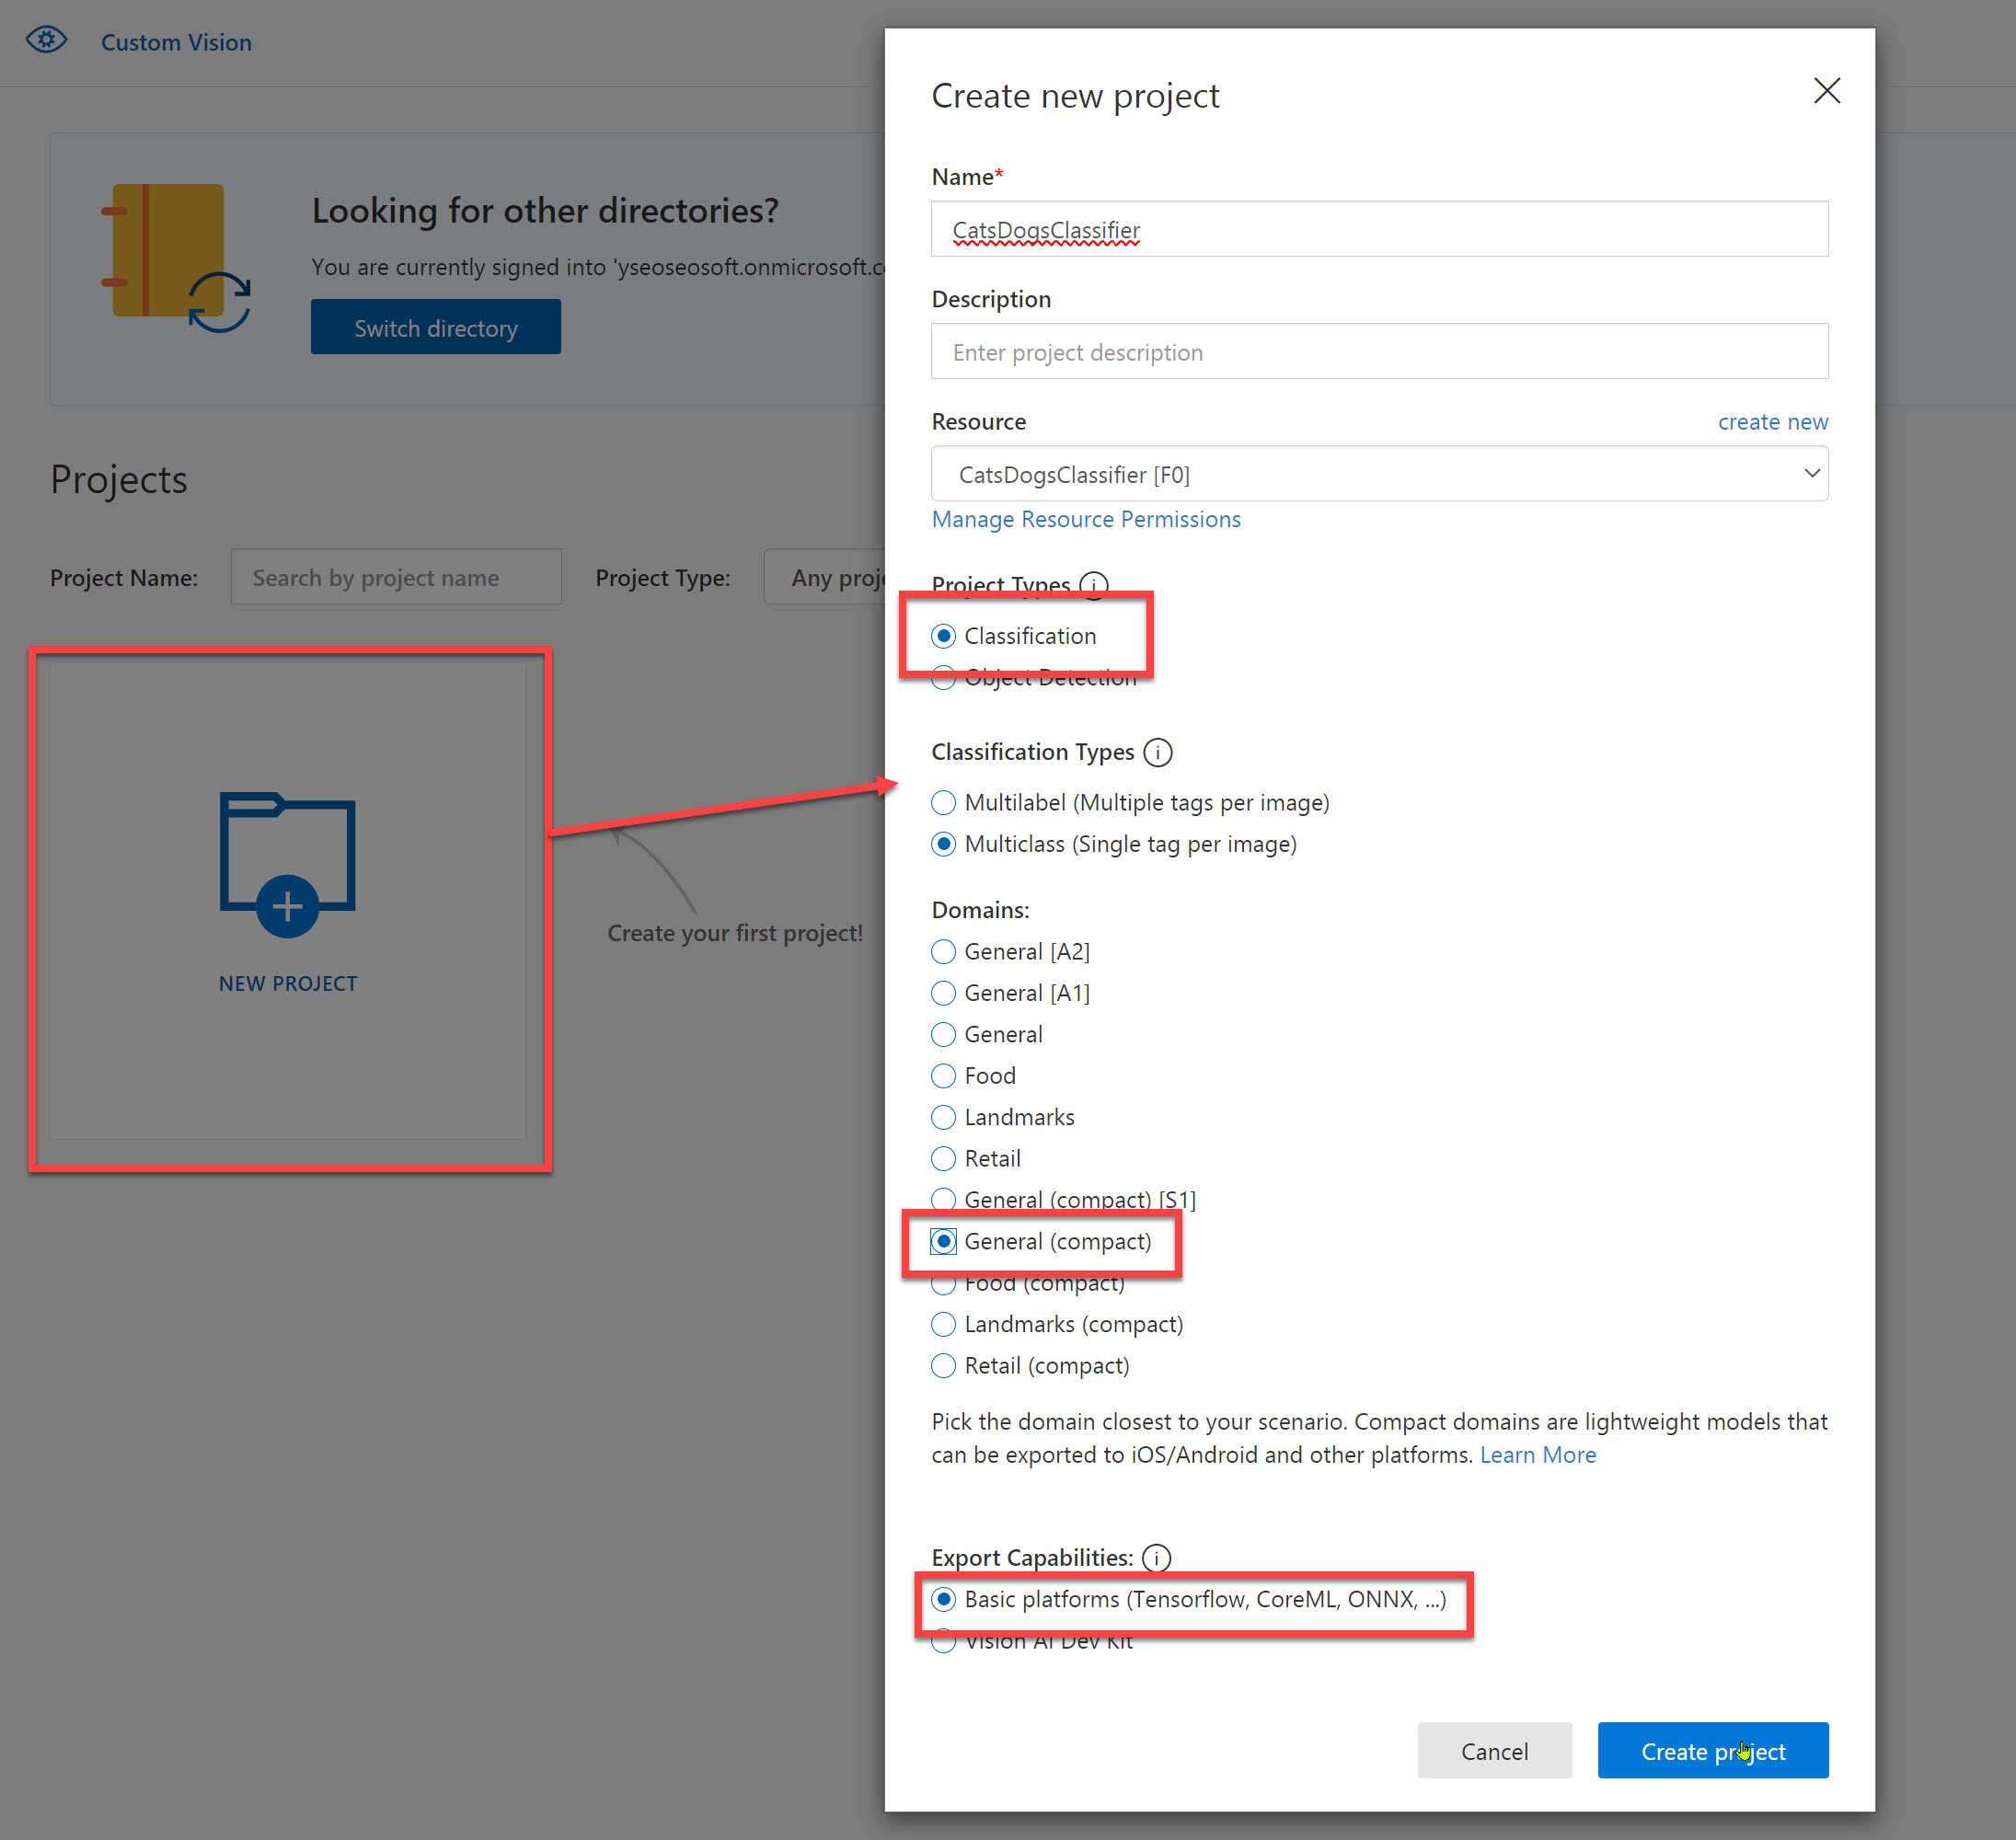 Custom Vision
Looking for other directories?
You are currently signed into 'yseoseosoft.onmicrosoft.c
Switch directory
Projects
Project Name:
Search by project name
Project Type:
Any proj
NEW PROJECT
Create your first project!
Create new project
Name*
CatsDogsClassifier
Description
Enter project description
Resource
create new
CatsDogsClassifier [F0]
Manage Resource Permissions
Project Types
Classification
Object Detection
Classification Types
Multilabel (Multiple tags per image)
Multiclass (Single tag per image)
Domains:
General [A2]
General [A1]
General
Food
Landmarks
Retail
General (compact) [S1]
General (compact)
Food (compact)
Landmarks (compact)
Retail (compact)
Pick the domain closest to your scenario. Compact domains are lightweight models that
can be exported to iOS/Android and other platforms. Learn More
Export Capabilities:
Basic platforms (Tensorflow, CoreML, ONNX, ...)
Vision AI Dev Kit
Cancel
Create project